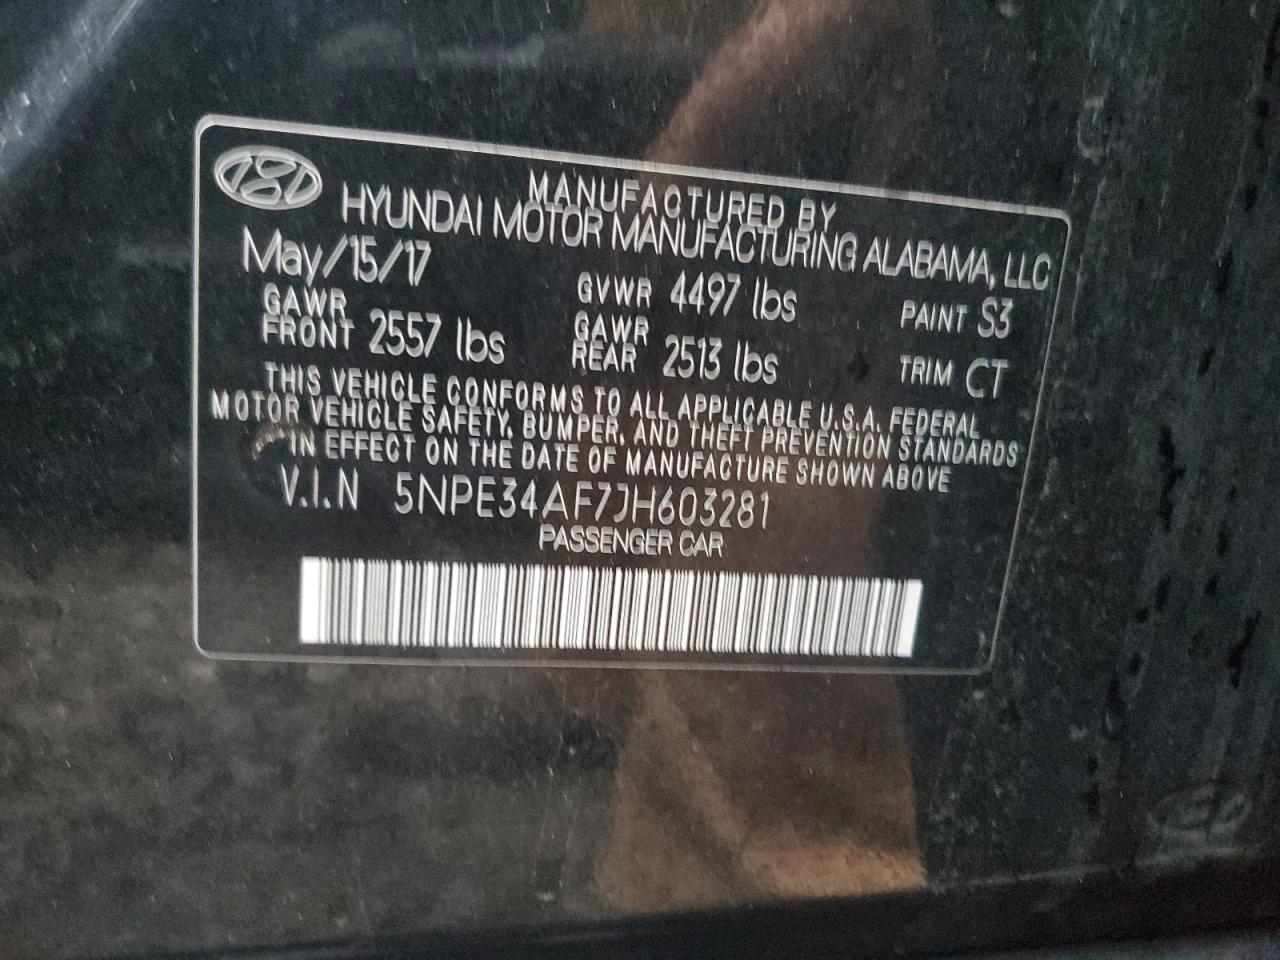 MANUFACTURED BY
HYUNDAI MOTOR MANUFACTURING ALABAMA, LLC
May/15/17 GVWR 4497 lbs PAINT S3
GAWR FRONT 2557 lbs GAWR REAR 2513 lbs TRIM CT
THIS VEHICLE CONFORMS TO ALL APPLICABLE U.S.A. FEDERAL
MOTOR VEHICLE SAFETY, BUMPER, AND THEFT PREVENTION STANDARDS
IN EFFECT ON THE DATE OF MANUFACTURE SHOWN ABOVE
V.I.N 5NPE34AF7JH603281
PASSENGER CAR